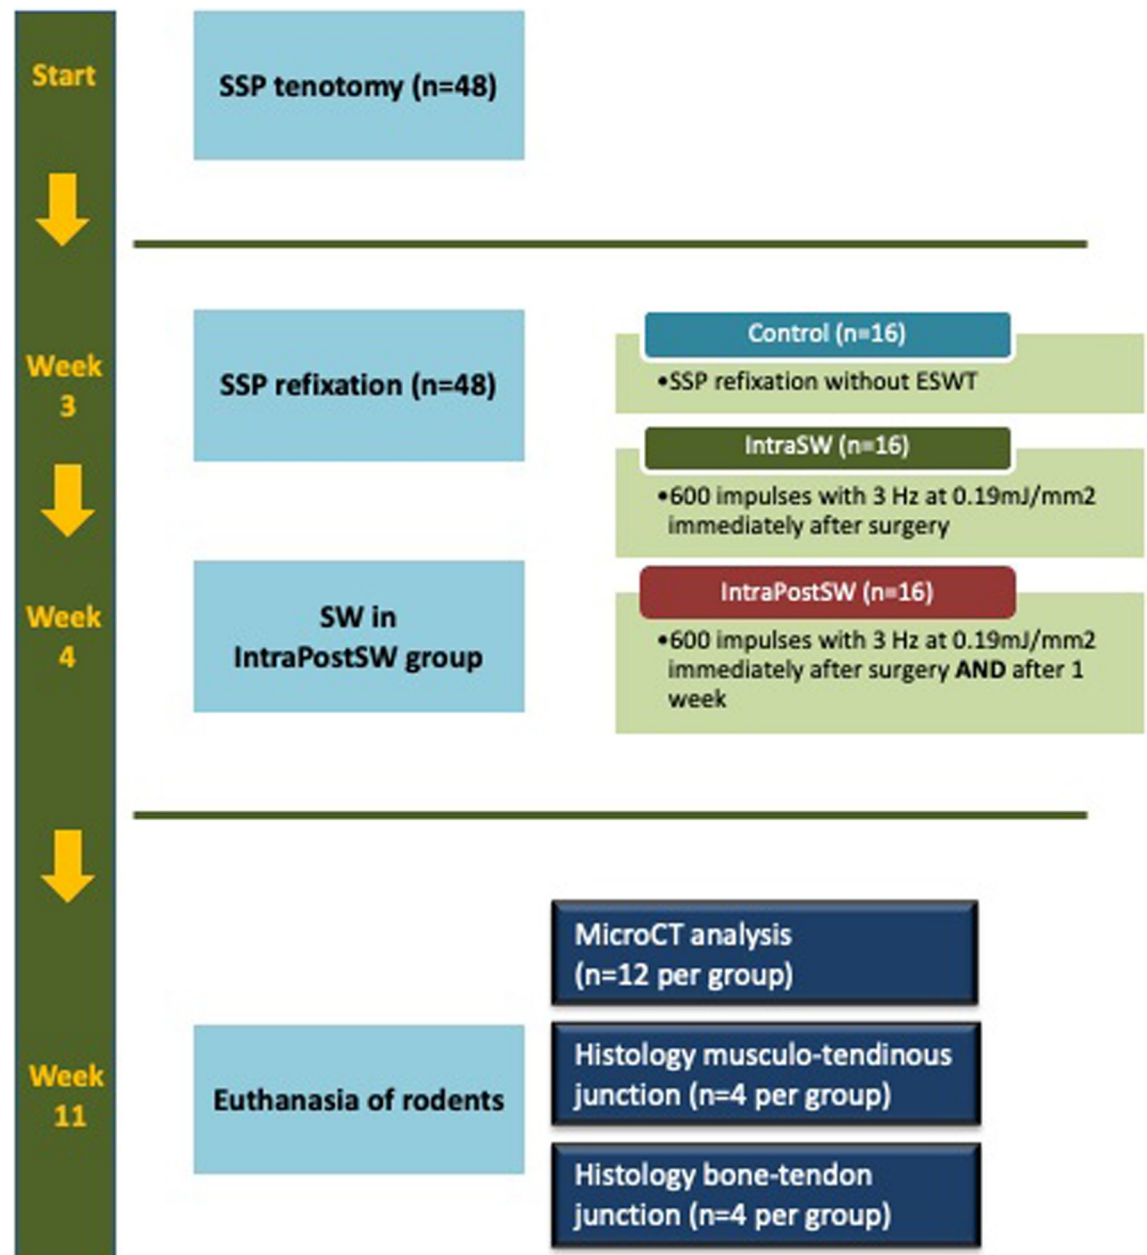 Start
SSP tenotomy (n=48)
Week
3
SSP refixation (n=48)
Control (n=16)
•SSP refixation without ESWT
IntraSW (n=16)
•600 impulses with 3 Hz at 0.19mJ/mm2
immediately after surgery
Week
4
SW in
IntraPostSW group
IntraPostSW (n=16)
•600 impulses with 3 Hz at 0.19mJ/mm2
immediately after surgery AND after 1
week
Week
11
Euthanasia of rodents
MicroCT analysis
(n=12 per group)
Histology musculo-tendinous
junction (n=4 per group)
Histology bone-tendon
junction (n=4 per group)